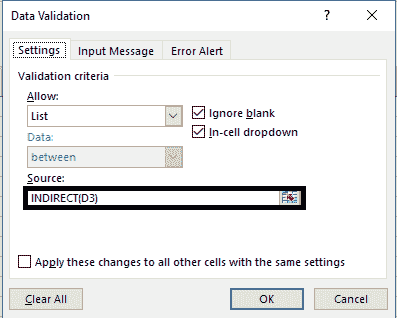 Data Validation
?
Settings
Input Message
Error Alert
Validation criteria
Allow:
List
Ignore blank
Data:
In-cell dropdown
between
Source:
INDIRECT(D3)
Apply these changes to all other cells with the same settings
Clear All
OK
Cancel